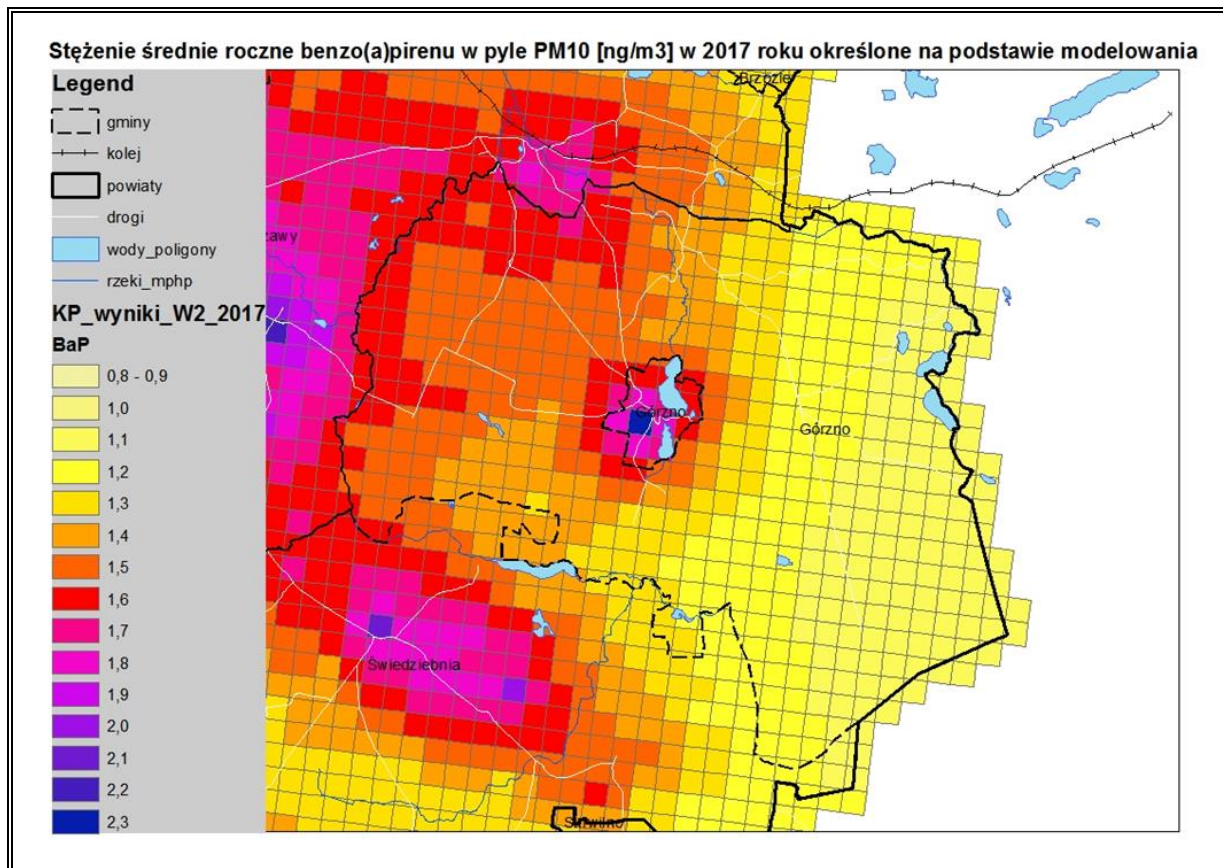 Stężenie średnie roczne benzo(a)pirenu w pyle PM10 [ng/m3] w 2017 roku określone na podstawie modelowania
Legend
gminy
kolej
powiaty
drogi
wody_poligony
rzeki_mphp
KP_wyniki_W2_2017
BaP
0,8 - 0,9
1,0
1,1
1,2
1,3
1,4
1,5
1,6
1,7
1,8
1,9
2,0
2,1
2,2
2,3
Brzozie
zawy
Górzno
Górzno
Świedziebnia
Skrwilno